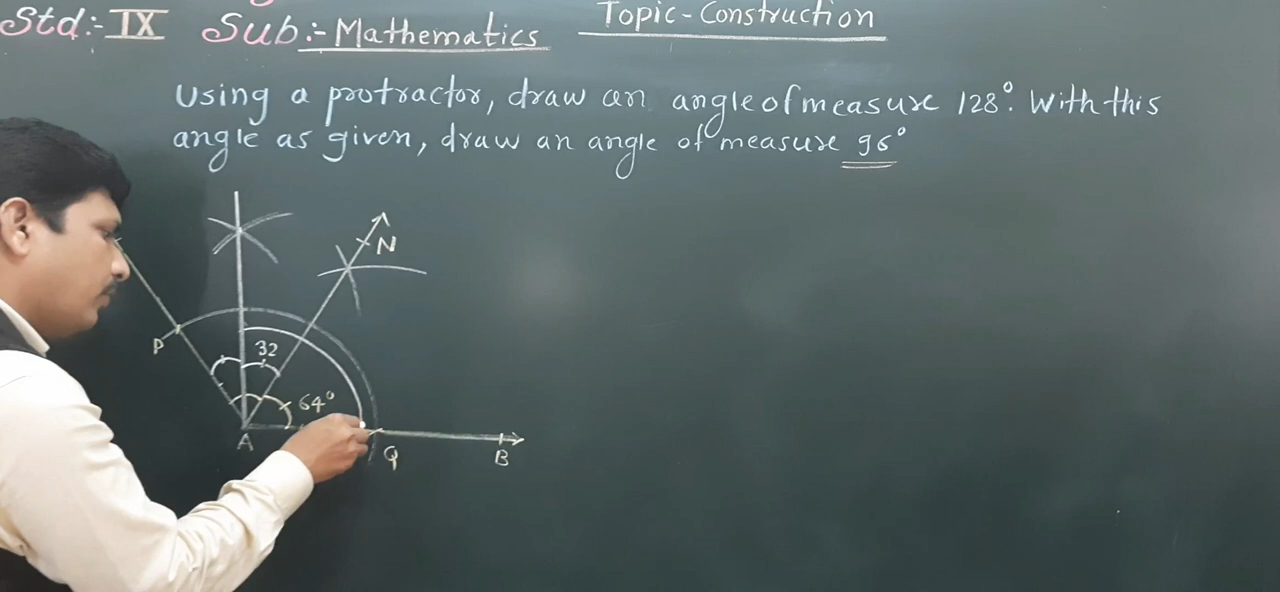 Std:- IX Sub:- Mathematics Topic - Construction
Using a protractor, draw an angle of measure 128°. With this
angle as given, draw an angle of measure 96°
N
P
32
64°
A
Q
B